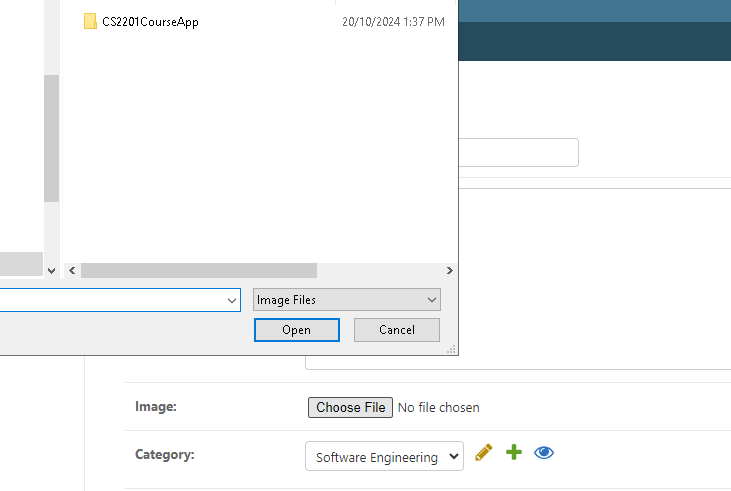 CS2201CourseApp 20/10/2024 1:37 PM
Image Files
Open Cancel
Image: Choose File No file chosen
Category: Software Engineering